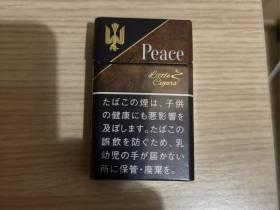 Peace
Little
Cigars
たばこの煙は、子供
の健康にも悪影響を
及ぼします。たばこの
誤飲を防ぐため、乳
幼児の手が届かない
所に保管・廃棄を。